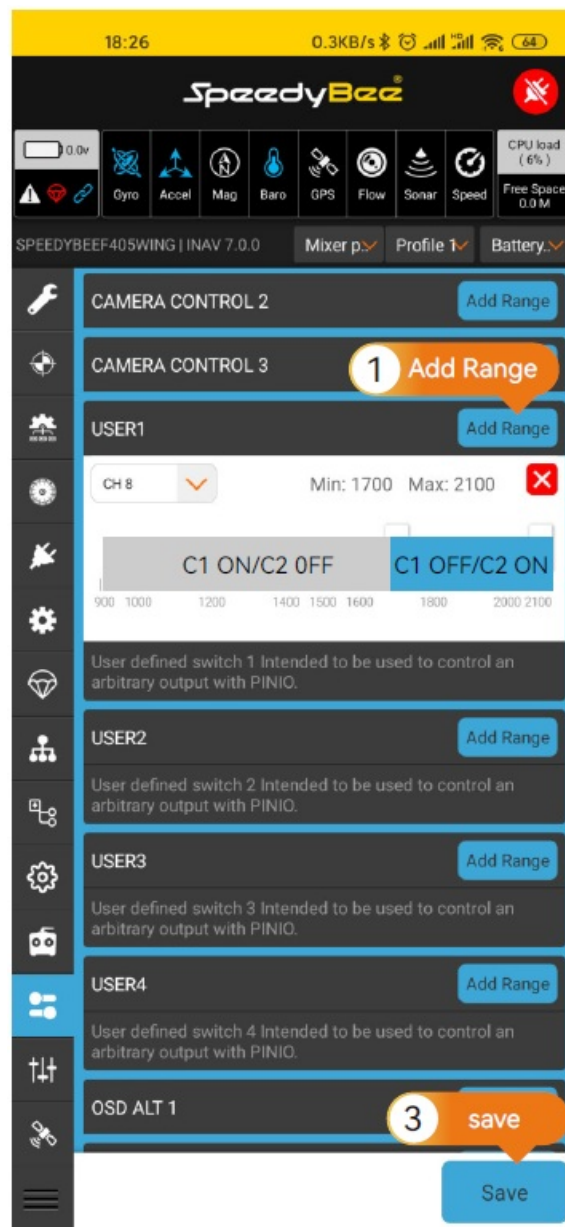 18:26 0.3KB/s 64
SpeedyBee
0.0v Gyro Accel Mag Baro GPS Flow Sonar Speed CPU load
( 6% )
Free Space
0.0 M
SPEEDYBEEF405WING | INAV 7.0.0 Mixer p.. Profile 1 Battery..
CAMERA CONTROL 2 Add Range
CAMERA CONTROL 3 1 Add Range
USER1 Add Range
CH 8 Min: 1700 Max: 2100
C1 ON/C2 0FF C1 OFF/C2 ON
900 1000 1200 1400 1500 1600 1800 2000 2100
User defined switch 1 Intended to be used to control an
arbitrary output with PINIO.
USER2 Add Range
User defined switch 2 Intended to be used to control an
arbitrary output with PINIO.
USER3 Add Range
User defined switch 3 Intended to be used to control an
arbitrary output with PINIO.
USER4 Add Range
User defined switch 4 Intended to be used to control an
arbitrary output with PINIO.
OSD ALT 1 3 save
Save